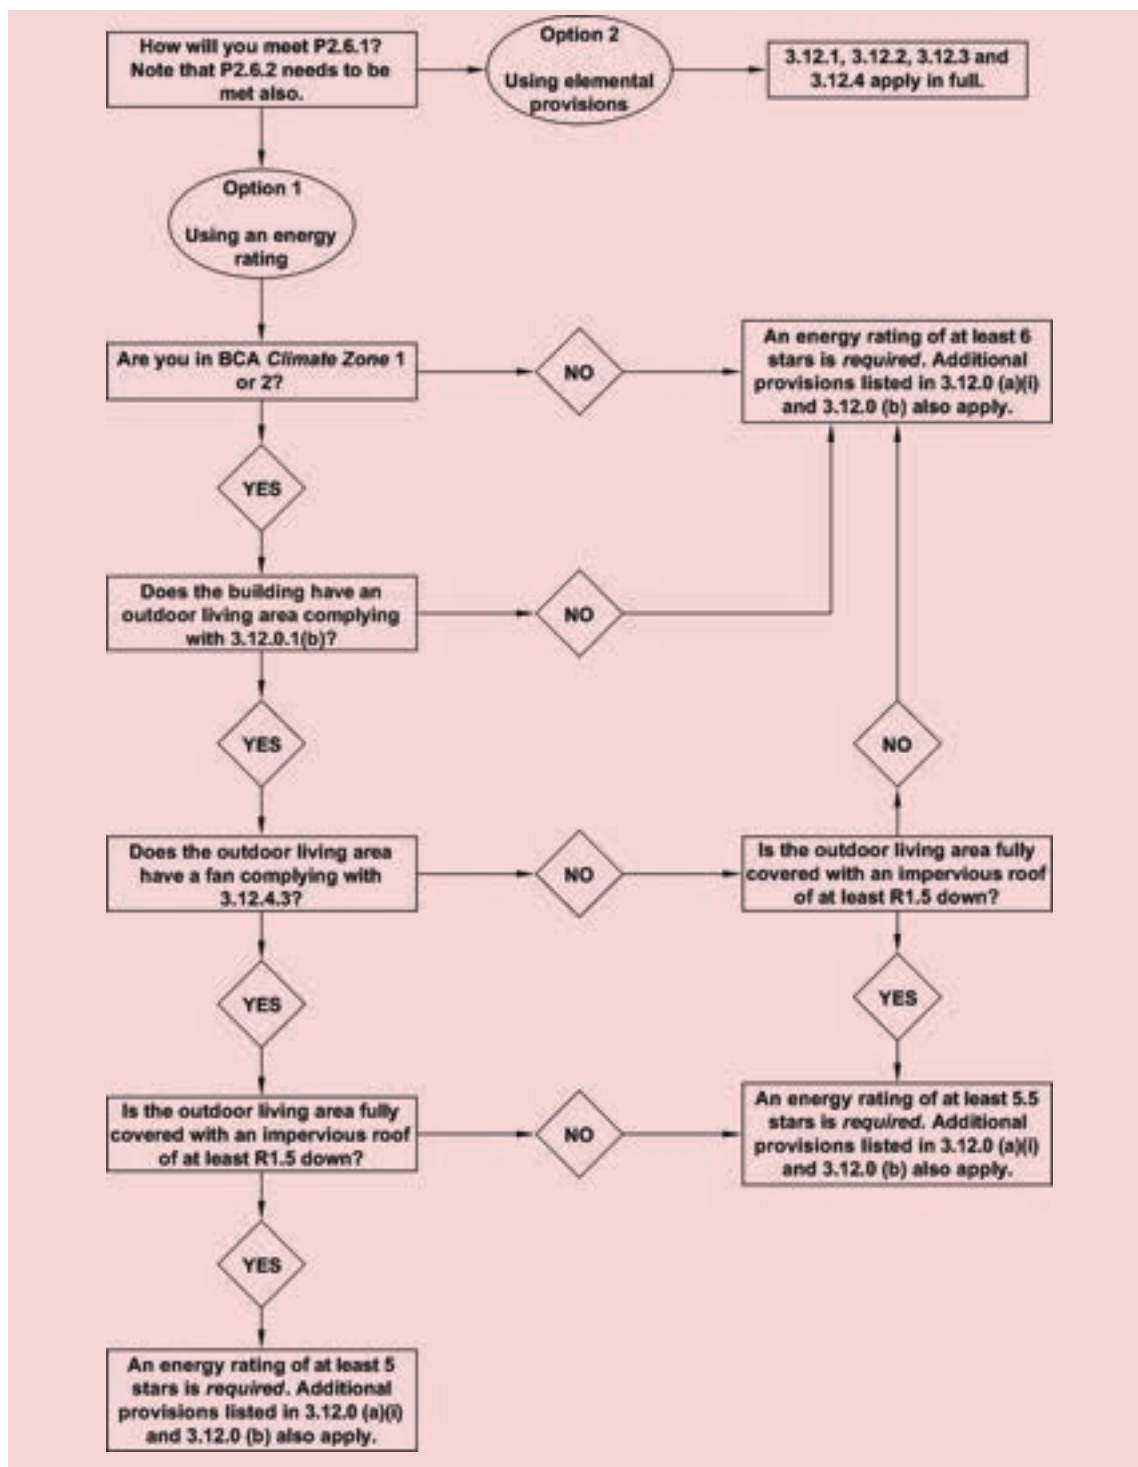 How will you meet P2.6.1?
Note that P2.6.2 needs to be
met also.
Option 2
Using elemental
provisions
3.12.1, 3.12.2, 3.12.3 and
3.12.4 apply in full.
Option 1
Using an energy
rating
Are you in BCA Climate Zone 1
or 2?
NO
An energy rating of at least 6
stars is required. Additional
provisions listed in 3.12.0 (a)(i)
and 3.12.0 (b) also apply.
YES
Does the building have an
outdoor living area complying
with 3.12.0.1(b)?
NO
YES
NO
Does the outdoor living area
have a fan complying with
3.12.4.3?
NO
Is the outdoor living area fully
covered with an impervious roof
of at least R1.5 down?
YES
YES
Is the outdoor living area fully
covered with an impervious roof
of at least R1.5 down?
NO
An energy rating of at least 5.5
stars is required. Additional
provisions listed in 3.12.0 (a)(i)
and 3.12.0 (b) also apply.
YES
An energy rating of at least 5
stars is required. Additional
provisions listed in 3.12.0 (a)(i)
and 3.12.0 (b) also apply.